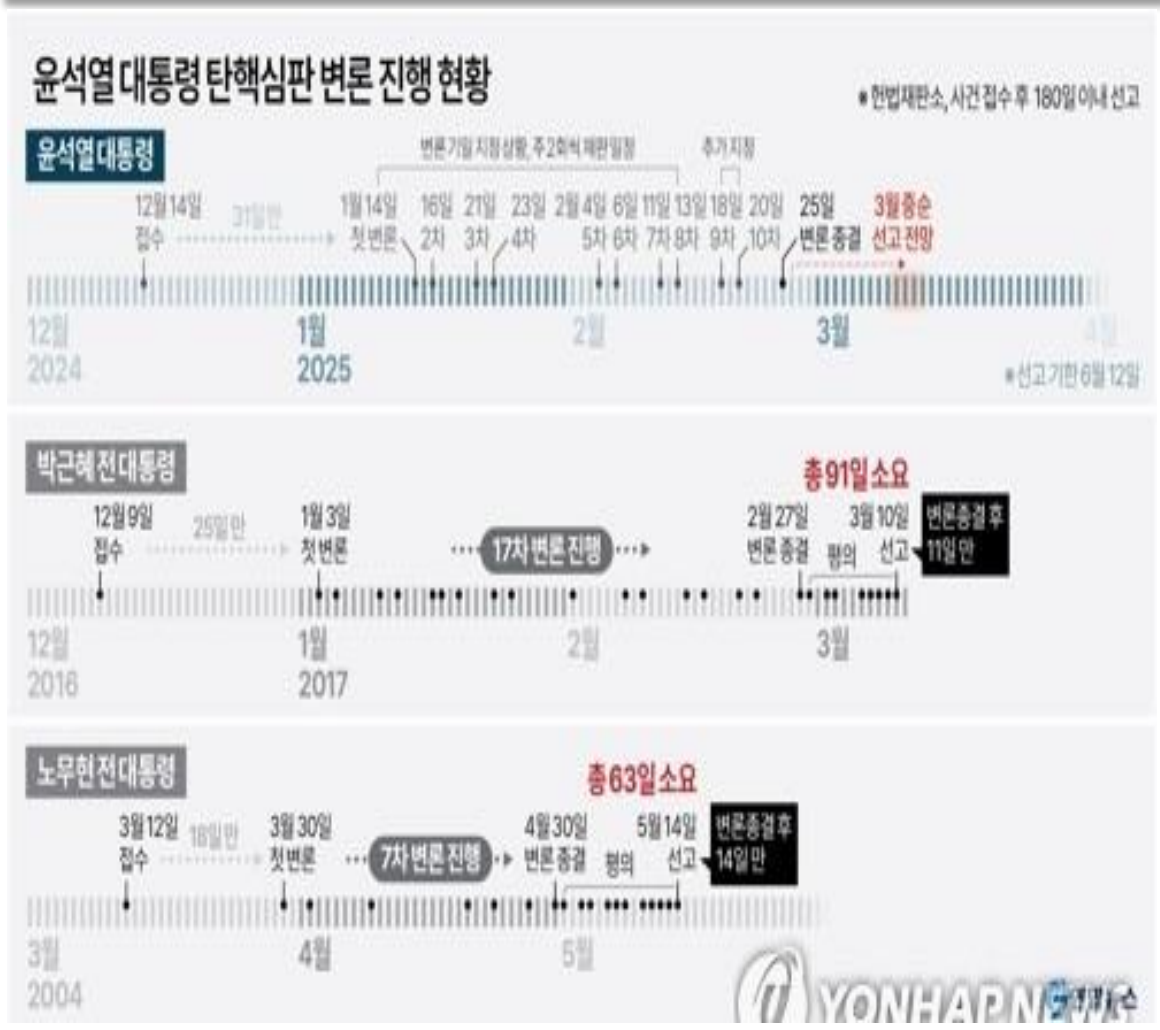 윤석열 대통령 탄핵심판 변론 진행 현황
※ 헌법재판소, 사건 접수 후 180일 이내 선고
윤석열 대통령
변론기일 지정 상황, 주 2회씩 재판 일정
추가 지정
12월 14일
접수
31일만
1월 14일
첫 변론
16일
2차
21일
3차
23일
4차
2월 4일
5차
6일
6차
11일
7차
13일
8차
18일
9차
20일
10차
25일
변론 종결
3월 중순
선고 전망
12월
2024
1월
2025
2월
3월
4월
※ 선고 기한 6월 12일
박근혜 전 대통령
총 91일 소요
12월 9일
접수
25일만
1월 3일
첫 변론
17차 변론 진행
2월 27일
변론 종결
평의
3월 10일
선고
변론종결 후
11일 만
12월
2016
1월
2017
2월
3월
노무현 전 대통령
총 63일 소요
3월 12일
접수
18일만
3월 30일
첫 변론
7차 변론 진행
4월 30일
변론 종결
평의
5월 14일
선고
변론종결 후
14일 만
3월
2004
4월
5월
YONHAP NEWS